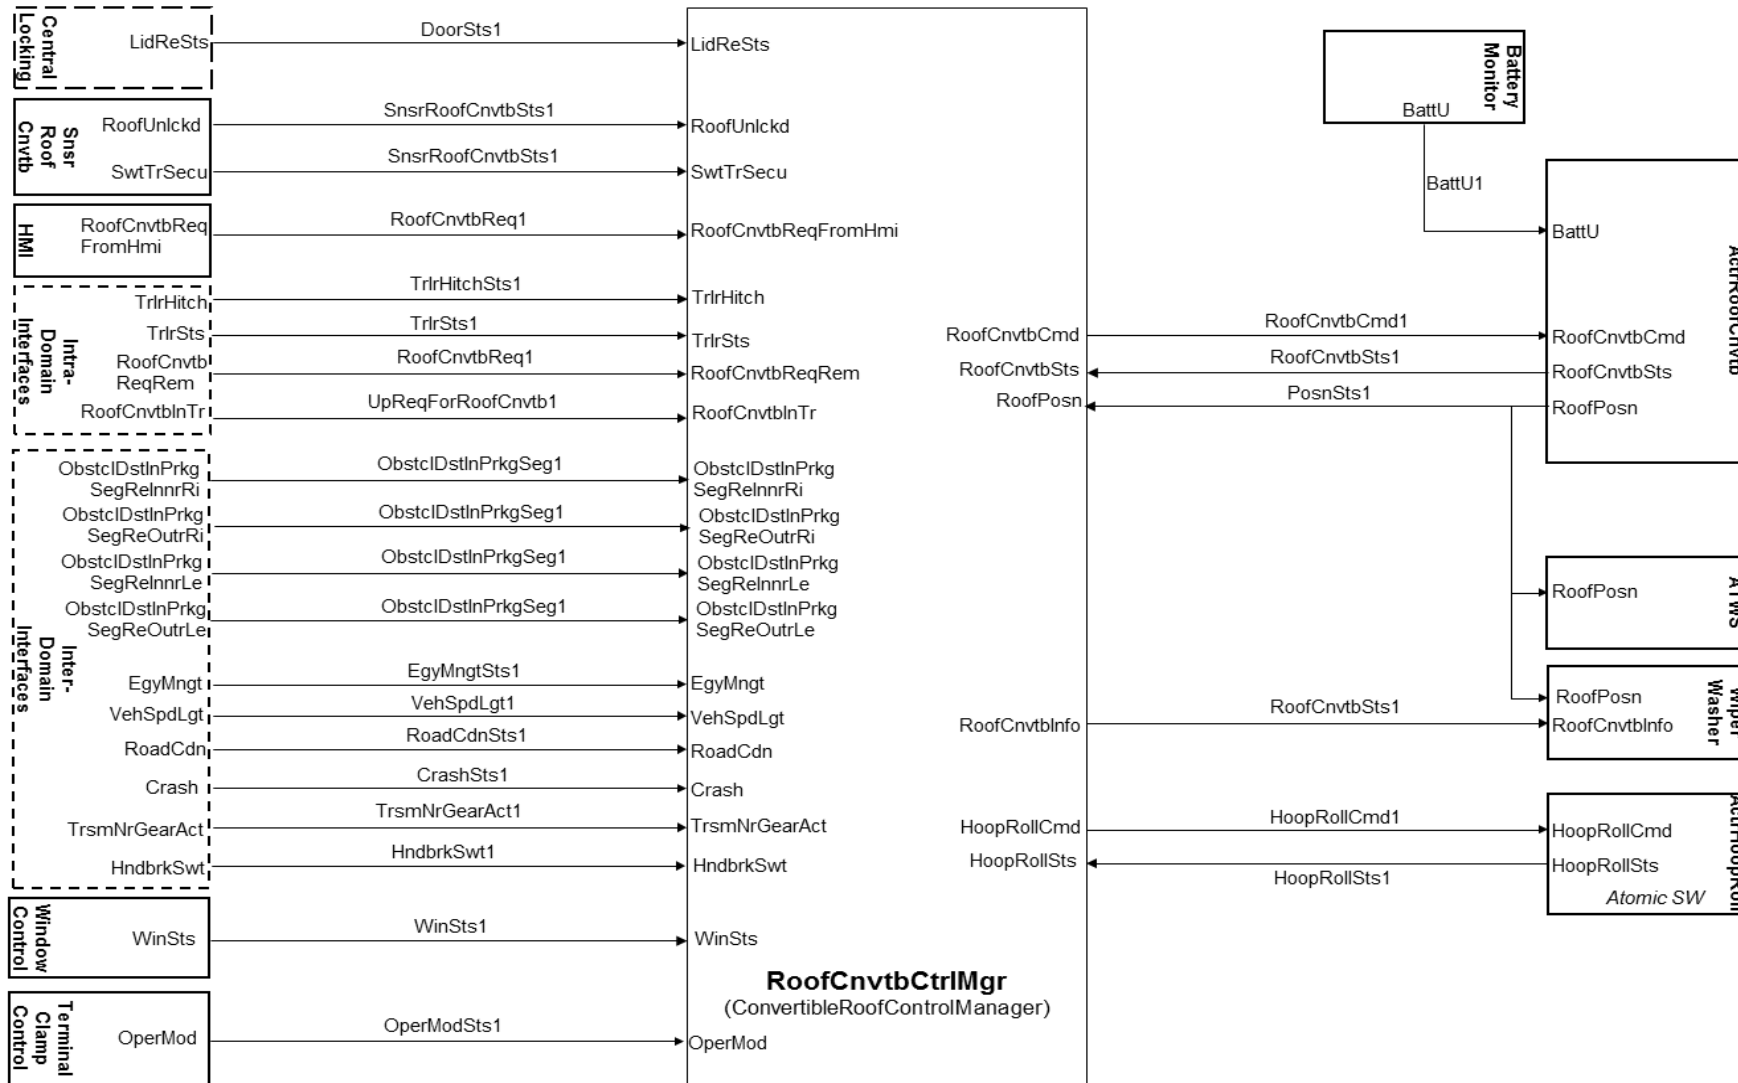 Central
Locking
LidReSts
DoorSts1
LidReSts
Snsr
Roof
Cnvtb
RoofUnlckd
SnsrRoofCnvtbSts1
RoofUnlckd
SwtTrSecu
SnsrRoofCnvtbSts1
SwtTrSecu
HMI
RoofCnvtbReq
FromHmi
RoofCnvtbReq1
RoofCnvtbReqFromHmi
Intra-
Domain
Interfaces
TrlrHitch
TrlrHitchSts1
TrlrHitch
TrlrSts
TrlrSts1
TrlrSts
RoofCnvtb
ReqRem
RoofCnvtbReq1
RoofCnvtbReqRem
RoofCnvtbInTr
UpReqForRoofCnvtb1
RoofCnvtbInTr
Inter-
Domain
Interfaces
ObstclDstInPrkg
SegReInnrRi
ObstclDstInPrkgSeg1
ObstclDstInPrkg
SegReInnrRi
ObstclDstInPrkg
SegReOutrRi
ObstclDstInPrkgSeg1
ObstclDstInPrkg
SegReOutrRi
ObstclDstInPrkg
SegReInnrLe
ObstclDstInPrkgSeg1
ObstclDstInPrkg
SegReInnrLe
ObstclDstInPrkg
SegReOutrLe
ObstclDstInPrkgSeg1
ObstclDstInPrkg
SegReOutrLe
EgyMngt
EgyMngtSts1
EgyMngt
VehSpdLgt
VehSpdLgt1
VehSpdLgt
RoadCdn
RoadCdnSts1
RoadCdn
Crash
CrashSts1
Crash
TrsmNrGearAct
TrsmNrGearAct1
TrsmNrGearAct
HndbrkSwt
HndbrkSwt1
HndbrkSwt
Window
Control
WinSts
WinSts1
WinSts
Terminal
Clamp
Control
OperMod
OperModSts1
OperMod
RoofCnvtbCtrlMgr
(ConvertibleRoofControlManager)
RoofCnvtbCmd
RoofCnvtbSts
RoofPosn
RoofCnvtbInfo
HoopRollCmd
HoopRollSts
Battery
Monitor
BattU
BattU1
RoofCnvtbCmd1
RoofCnvtbSts1
PosnSts1
RoofCnvtbSts1
HoopRollCmd1
HoopRollSts1
ActrRoofCnvtb
BattU
RoofCnvtbCmd
RoofCnvtbSts
RoofPosn
ATWS
RoofPosn
Wiper
Washer
RoofPosn
RoofCnvtbInfo
ActrHoopRoll
HoopRollCmd
HoopRollSts
Atomic SW